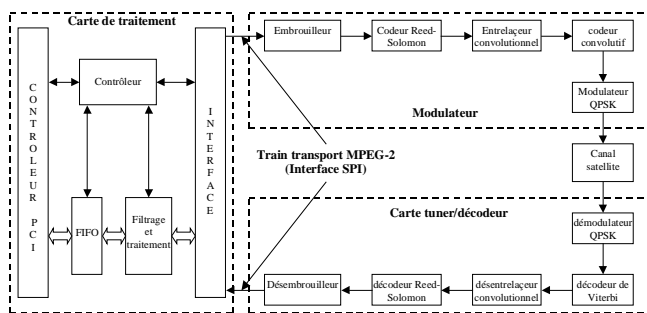 Carte de traitement
CONTROLEUR PCI
Contrôleur
FIFO
Filtrage
et
traitement
INTERFACE
Embrouilleur
Codeur Reed-
Solomon
Entrelaçeur
convolutionnel
codeur
convolutif
Modulateur
Modulateur
QPSK
Train transport MPEG-2
(Interface SPI)
Canal
satellite
Carte tuner/décodeur
démodulateur
QPSK
Désembrouilleur
décodeur Reed-
Solomon
désentrelaçeur
convolutionnel
décodeur de
Viterbi